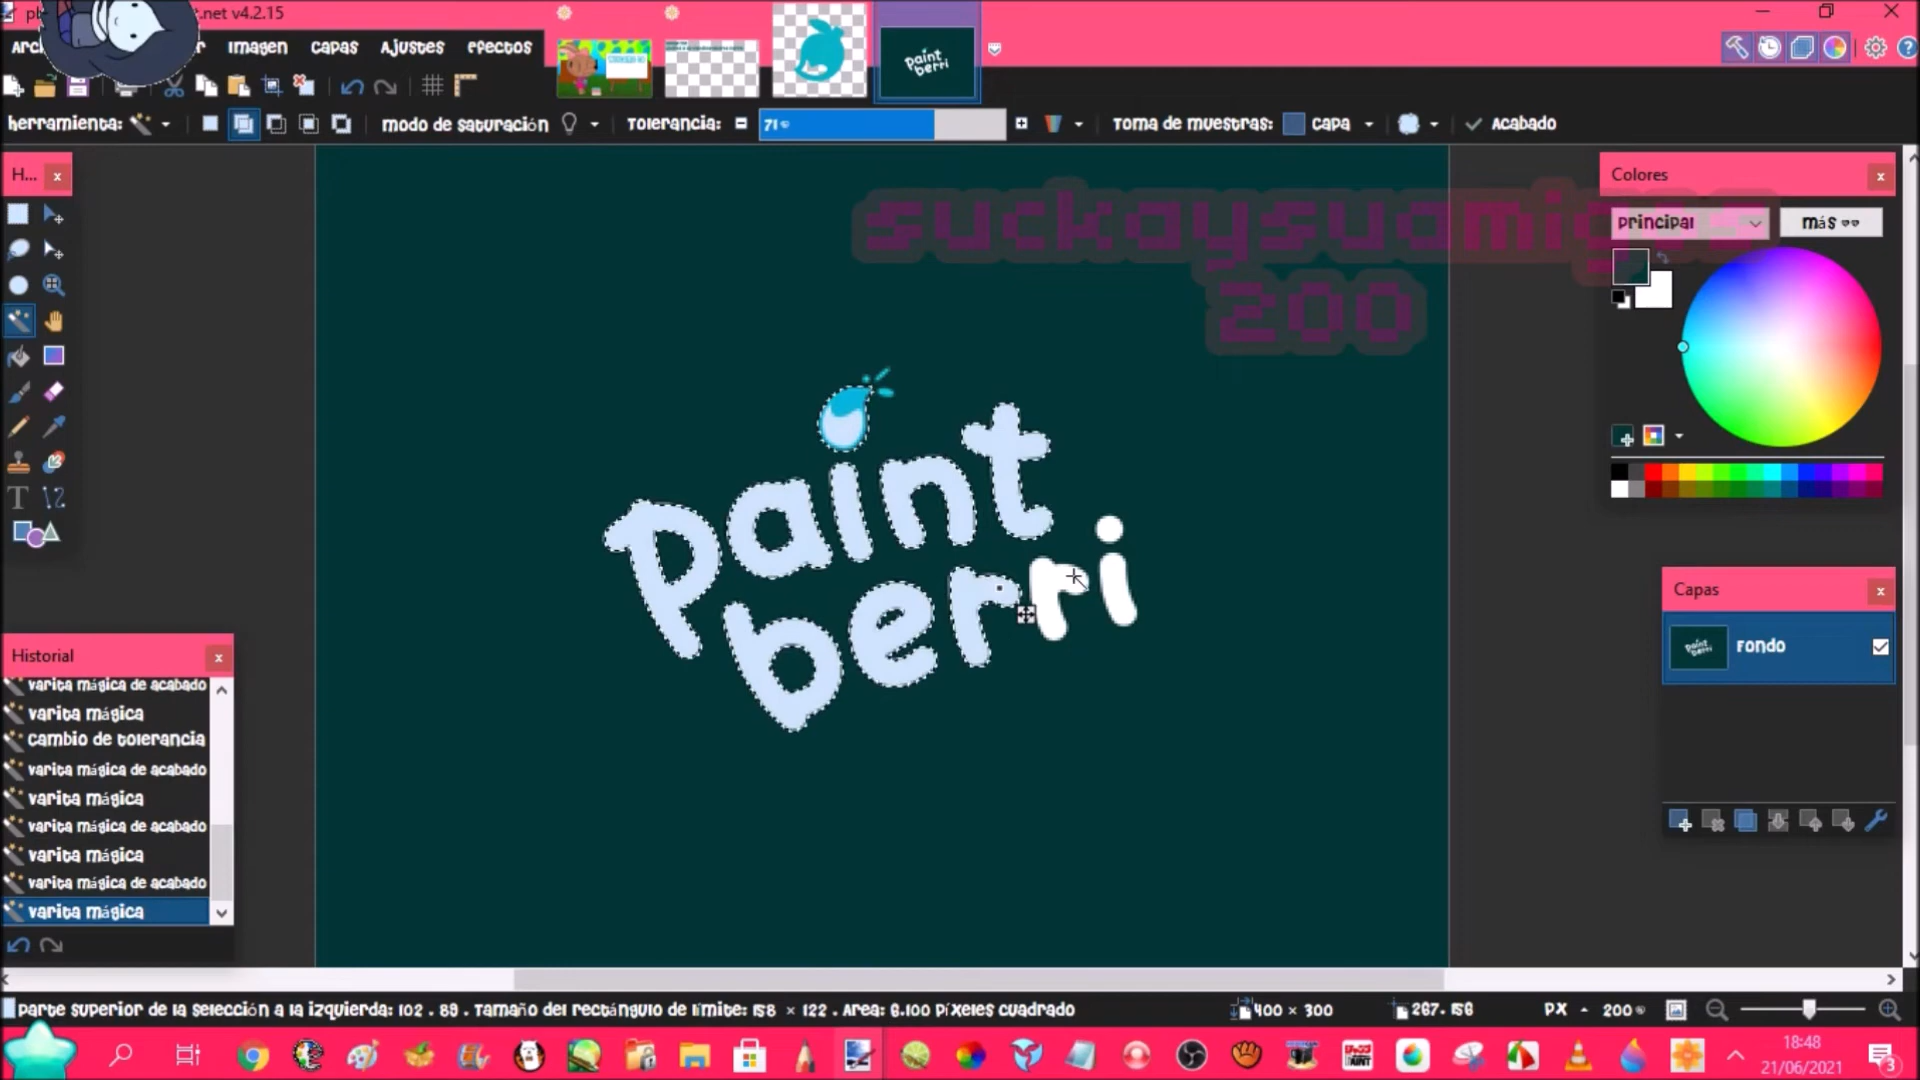 .net v4.2.15
Imagen Capas Ajustes Efectos
Herramienta: Modo de saturación Tolerancia: 71% Toma de muestras: Capa Acabado
H...
Colores
Principal Más >>
suckaysuamigos
200
paint
berri
Historial
Varita mágica de acabado
Varita mágica
Cambio de tolerancia
Varita mágica de acabado
Varita mágica
Varita mágica de acabado
Varita mágica
Varita mágica de acabado
Varita mágica
Capas
Fondo
Parte superior de la selección a la izquierda: 102, 89. Tamaño del rectángulo de límite: 158 × 122. Area: 6.100 píxeles cuadrado
400 × 300
267, 156
px
200%
18:48
21/06/2021
3